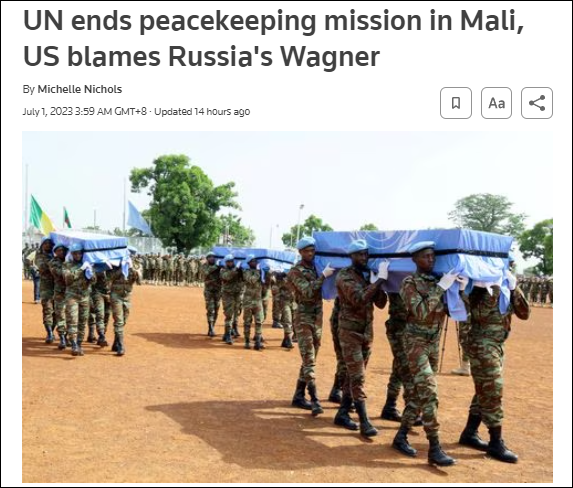 UN ends peacekeeping mission in Mali,
US blames Russia's Wagner
By Michelle Nichols
July 1, 2023 3:59 AM GMT+8 · Updated 14 hours ago
Aa